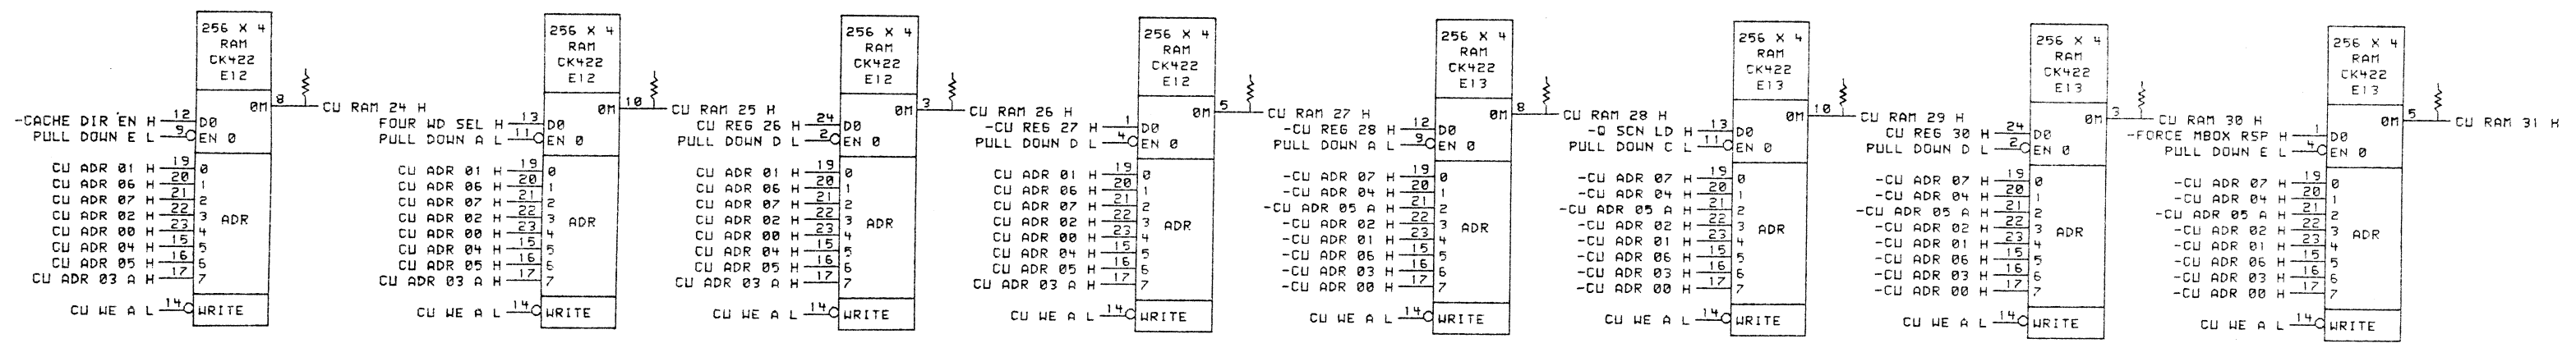 256 X 4
RAM
CK422
E12
0M 8 CU RAM 24 H
-CACHE DIR EN H 12 D0
PULL DOWN E L 9 EN 0
CU ADR 01 H 19 0
CU ADR 06 H 20 1
CU ADR 07 H 21 2
CU ADR 02 H 22 3 ADR
CU ADR 00 H 23 4
CU ADR 04 H 15 5
CU ADR 05 H 16 6
CU ADR 03 A H 17 7
CU WE A L 14 WRITE
256 X 4
RAM
CK422
E12
0M 10 CU RAM 25 H
FOUR WD SEL H 13 D0
PULL DOWN A L 11 EN 0
CU ADR 01 H 19 0
CU ADR 06 H 20 1
CU ADR 07 H 21 2
CU ADR 02 H 22 3 ADR
CU ADR 00 H 23 4
CU ADR 04 H 15 5
CU ADR 05 H 16 6
CU ADR 03 A H 17 7
CU WE A L 14 WRITE
256 X 4
RAM
CK422
E12
0M 3 CU RAM 26 H
CU REG 26 H 24 D0
PULL DOWN D L 2 EN 0
CU ADR 01 H 19 0
CU ADR 06 H 20 1
CU ADR 07 H 21 2
CU ADR 02 H 22 3 ADR
CU ADR 00 H 23 4
CU ADR 04 H 15 5
CU ADR 05 H 16 6
CU ADR 03 A H 17 7
CU WE A L 14 WRITE
256 X 4
RAM
CK422
E12
0M 5 CU RAM 27 H
-CU REG 27 H 1 D0
PULL DOWN D L 4 EN 0
CU ADR 01 H 19 0
CU ADR 06 H 20 1
CU ADR 07 H 21 2
CU ADR 02 H 22 3 ADR
CU ADR 00 H 23 4
CU ADR 04 H 15 5
CU ADR 05 H 16 6
CU ADR 03 A H 17 7
CU WE A L 14 WRITE
256 X 4
RAM
CK422
E13
0M 8 CU RAM 28 H
-CU REG 28 H 12 D0
PULL DOWN A L 9 EN 0
-CU ADR 07 H 19 0
-CU ADR 04 H 20 1
-CU ADR 05 A H 21 2
-CU ADR 02 H 22 3 ADR
-CU ADR 01 H 23 4
-CU ADR 06 H 15 5
-CU ADR 03 H 16 6
-CU ADR 00 H 17 7
CU WE A L 14 WRITE
256 X 4
RAM
CK422
E13
0M 10 CU RAM 29 H
-Q SCN LD H 13 D0
PULL DOWN C L 11 EN 0
-CU ADR 07 H 19 0
-CU ADR 04 H 20 1
-CU ADR 05 A H 21 2
-CU ADR 02 H 22 3 ADR
-CU ADR 01 H 23 4
-CU ADR 06 H 15 5
-CU ADR 03 H 16 6
-CU ADR 00 H 17 7
CU WE A L 14 WRITE
256 X 4
RAM
CK422
E13
0M 3 CU RAM 30 H
CU REG 30 H 24 D0
PULL DOWN D L 2 EN 0
-CU ADR 07 H 19 0
-CU ADR 04 H 20 1
-CU ADR 05 A H 21 2
-CU ADR 02 H 22 3 ADR
-CU ADR 01 H 23 4
-CU ADR 06 H 15 5
-CU ADR 03 H 16 6
-CU ADR 00 H 17 7
CU WE A L 14 WRITE
256 X 4
RAM
CK422
E13
0M 5 CU RAM 31 H
-FORCE MBOX RSP H 1 D0
PULL DOWN E L 4 EN 0
-CU ADR 07 H 19 0
-CU ADR 04 H 20 1
-CU ADR 05 A H 21 2
-CU ADR 02 H 22 3 ADR
-CU ADR 01 H 23 4
-CU ADR 06 H 15 5
-CU ADR 03 H 16 6
-CU ADR 00 H 17 7
CU WE A L 14 WRITE